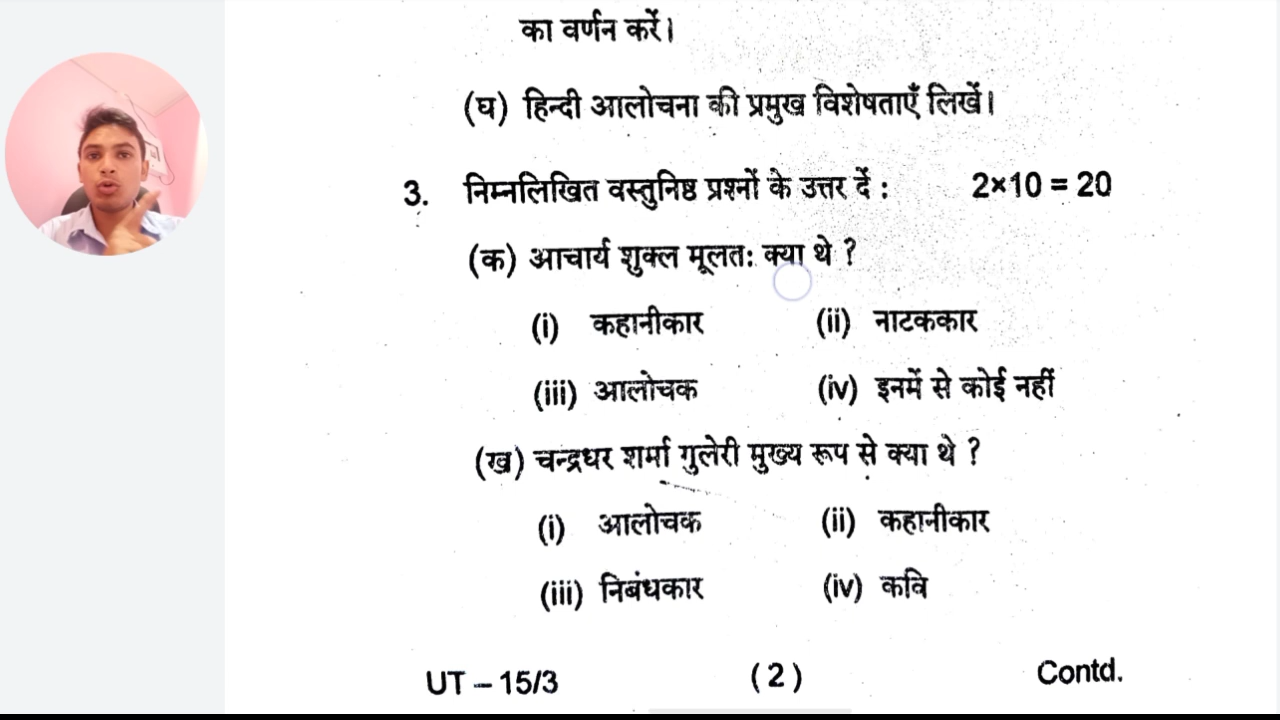 का वर्णन करें।
(घ) हिन्दी आलोचना की प्रमुख विशेषताएँ लिखें।
3. निम्नलिखित वस्तुनिष्ठ प्रश्नों के उत्तर दें : 2×10 = 20
(क) आचार्य शुक्ल मूलतः क्या थे ?
(i) कहानीकार (ii) नाटककार
(iii) आलोचक (iv) इनमें से कोई नहीं
(ख) चन्द्रधर शर्मा गुलेरी मुख्य रूप से क्या थे ?
(i) आलोचक (ii) कहानीकार
(iii) निबंधकार (iv) कवि
UT – 15/3 (2) Contd.